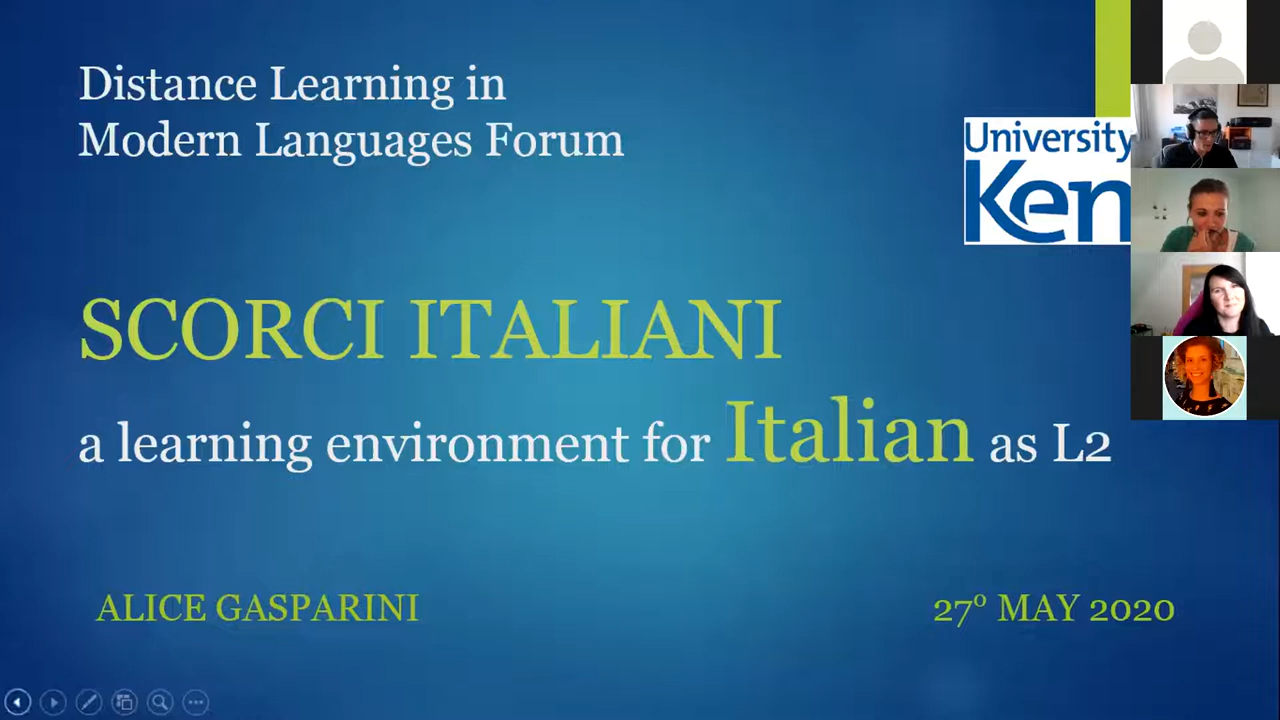 Distance Learning in
Modern Languages Forum
University
Ken
SCORCI ITALIANI
a learning environment for Italian as L2
ALICE GASPARINI
27º MAY 2020